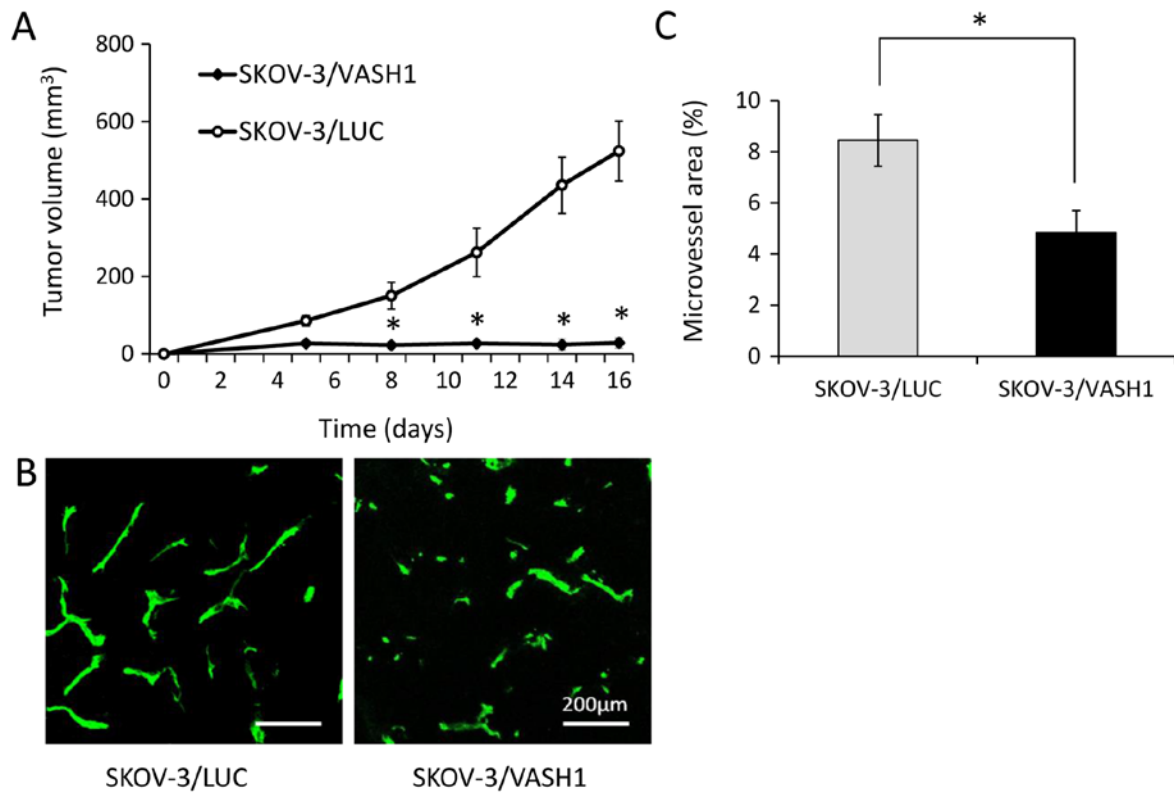 A
800
600
400
200
0
Tumor volume (mm³)
SKOV-3/VASH1
SKOV-3/LUC
* * * *
0 2 4 6 8 10 12 14 16
Time (days)
C
*
10
8
6
4
2
0
Microvessel area (%)
SKOV-3/LUC SKOV-3/VASH1
B
200μm
SKOV-3/LUC SKOV-3/VASH1